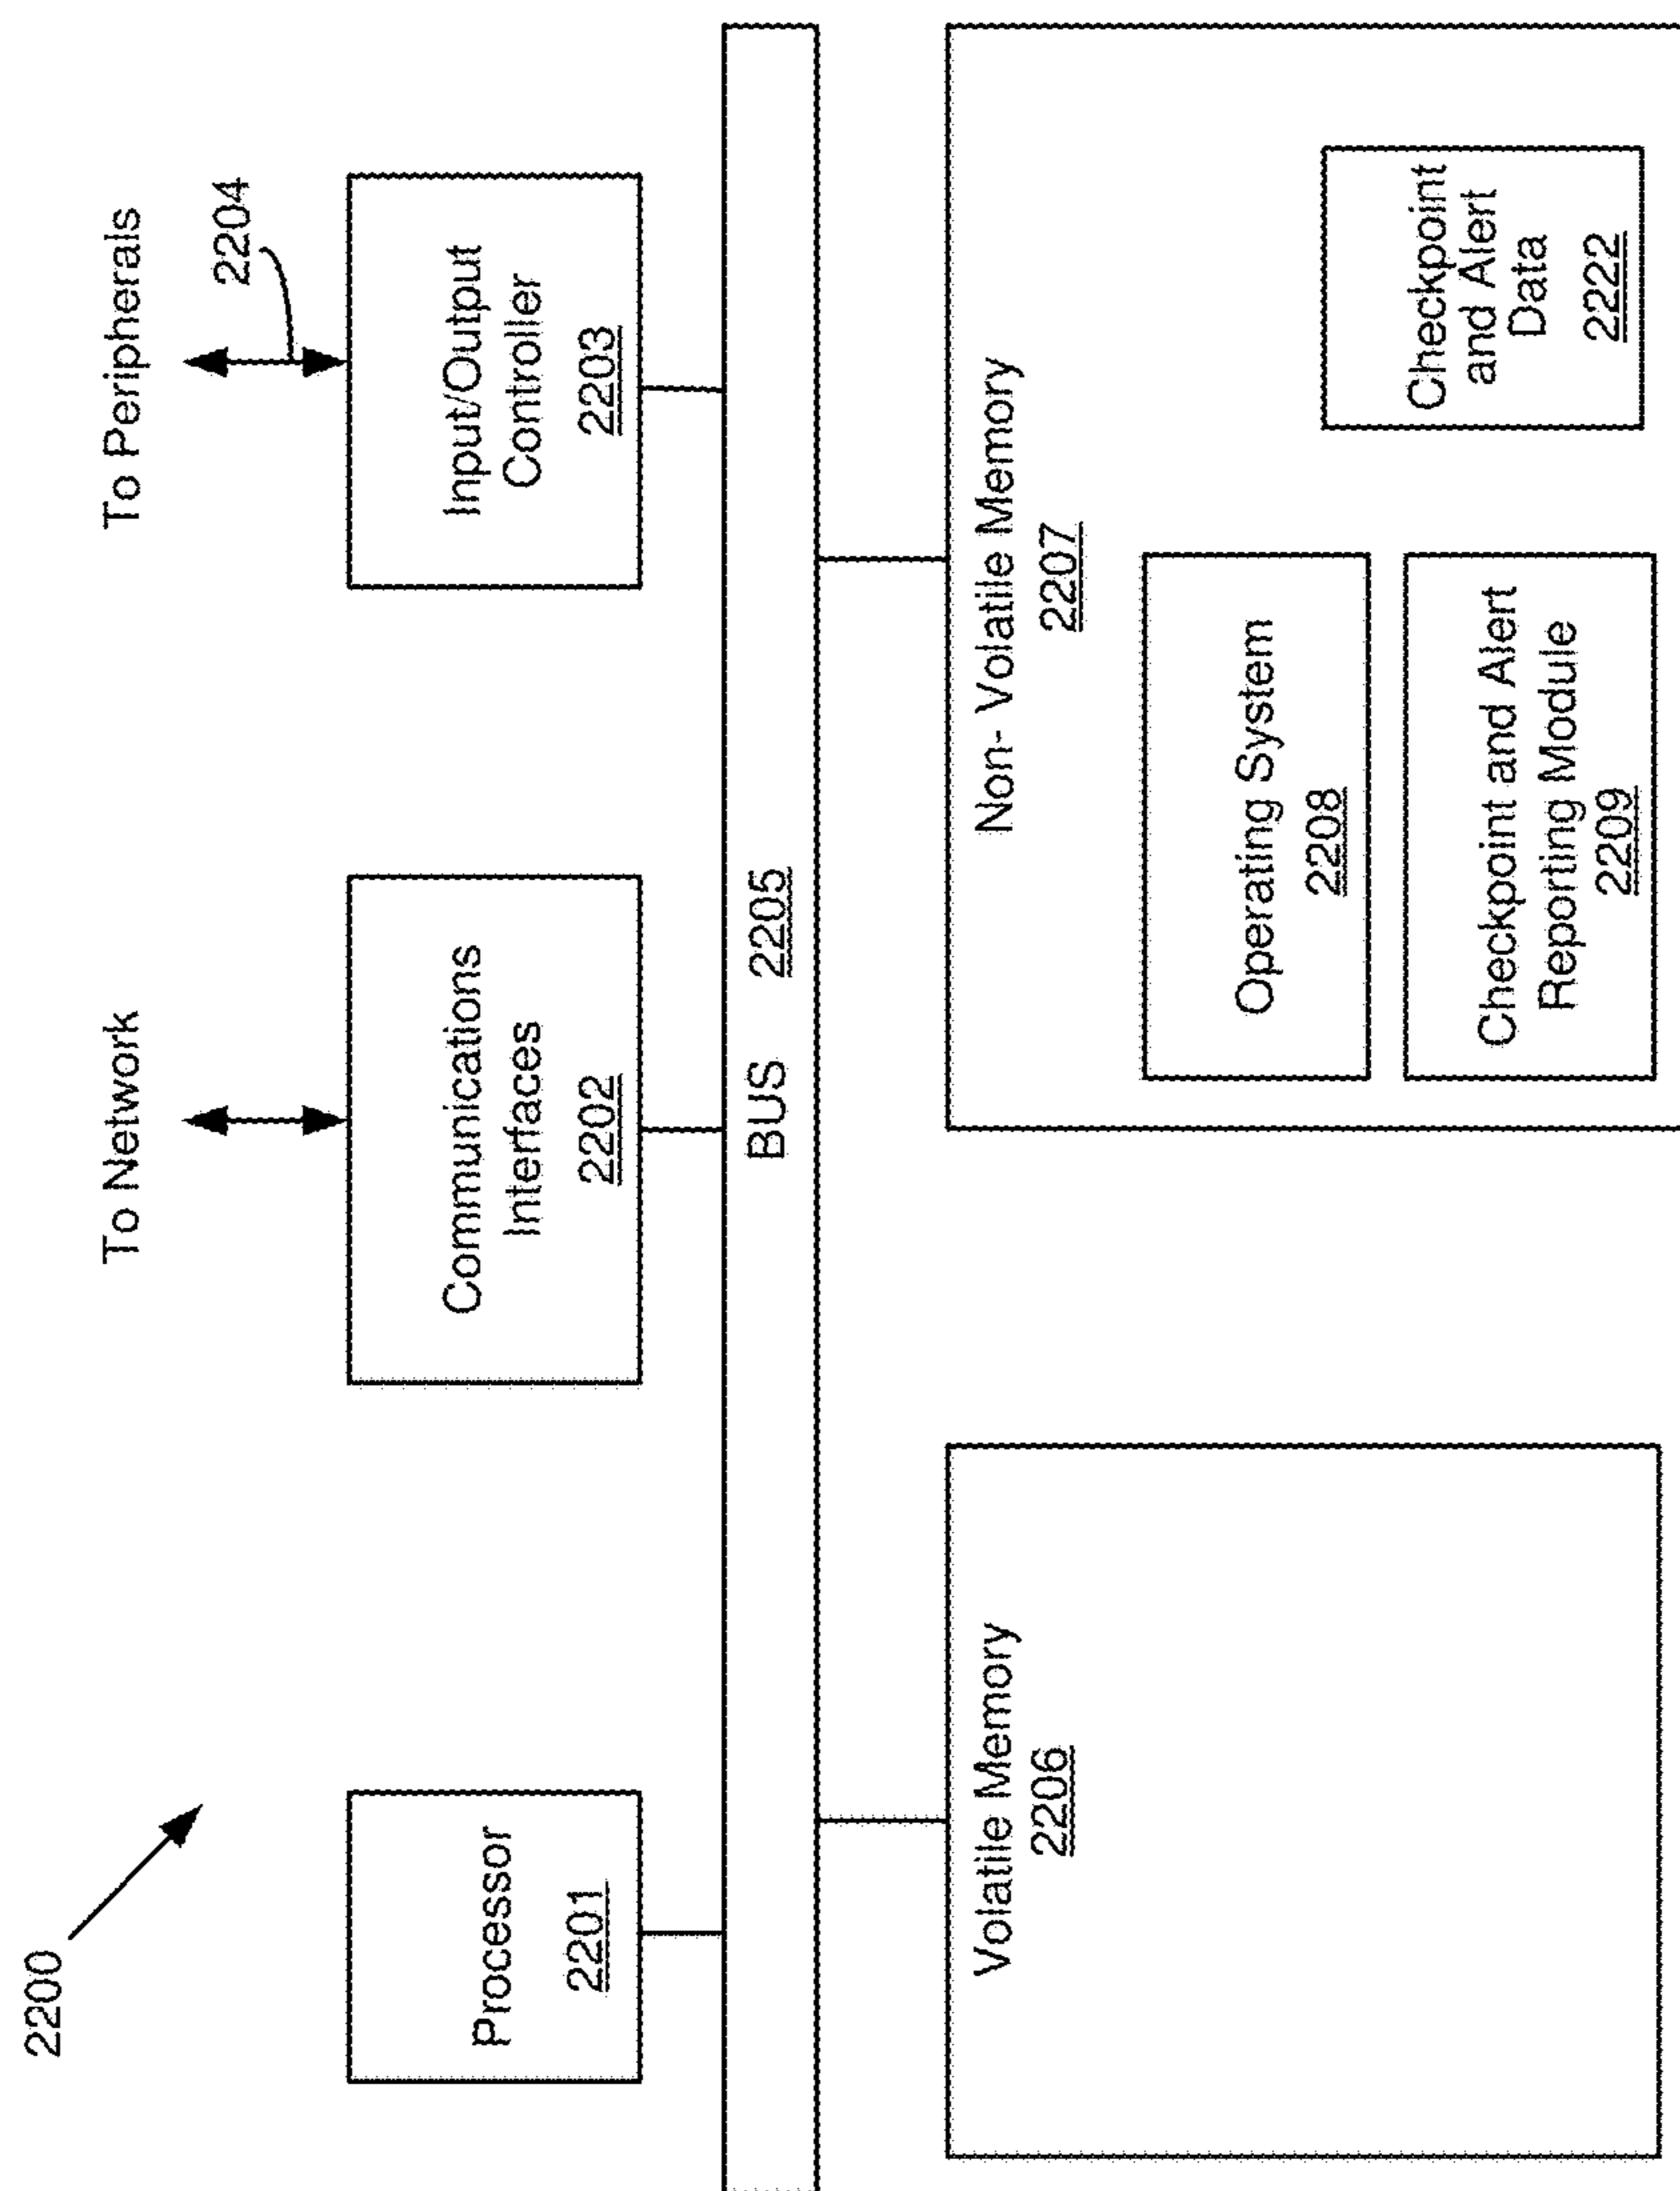 2200
To Network
To Peripherals
2204
Processor
2201
Communications
Interfaces
2202
Input/Output
Controller
2203
BUS 2205
Volatile Memory
2206
Non- Volatile Memory
2207
Operating System
2208
Checkpoint and Alert
Reporting Module
2209
Checkpoint
and Alert
Data
2222